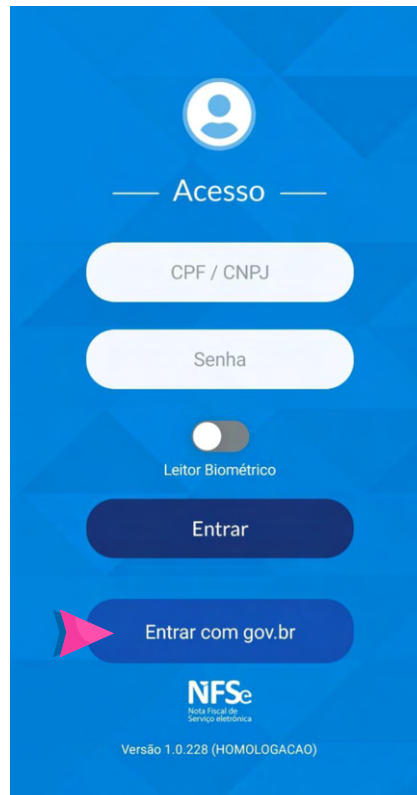 Acesso
CPF / CNPJ
Senha
Leitor Biométrico
Entrar
Entrar com gov.br
NFSe
Nota Fiscal de
Serviço eletrônica
Versão 1.0.228 (HOMOLOGACAO)